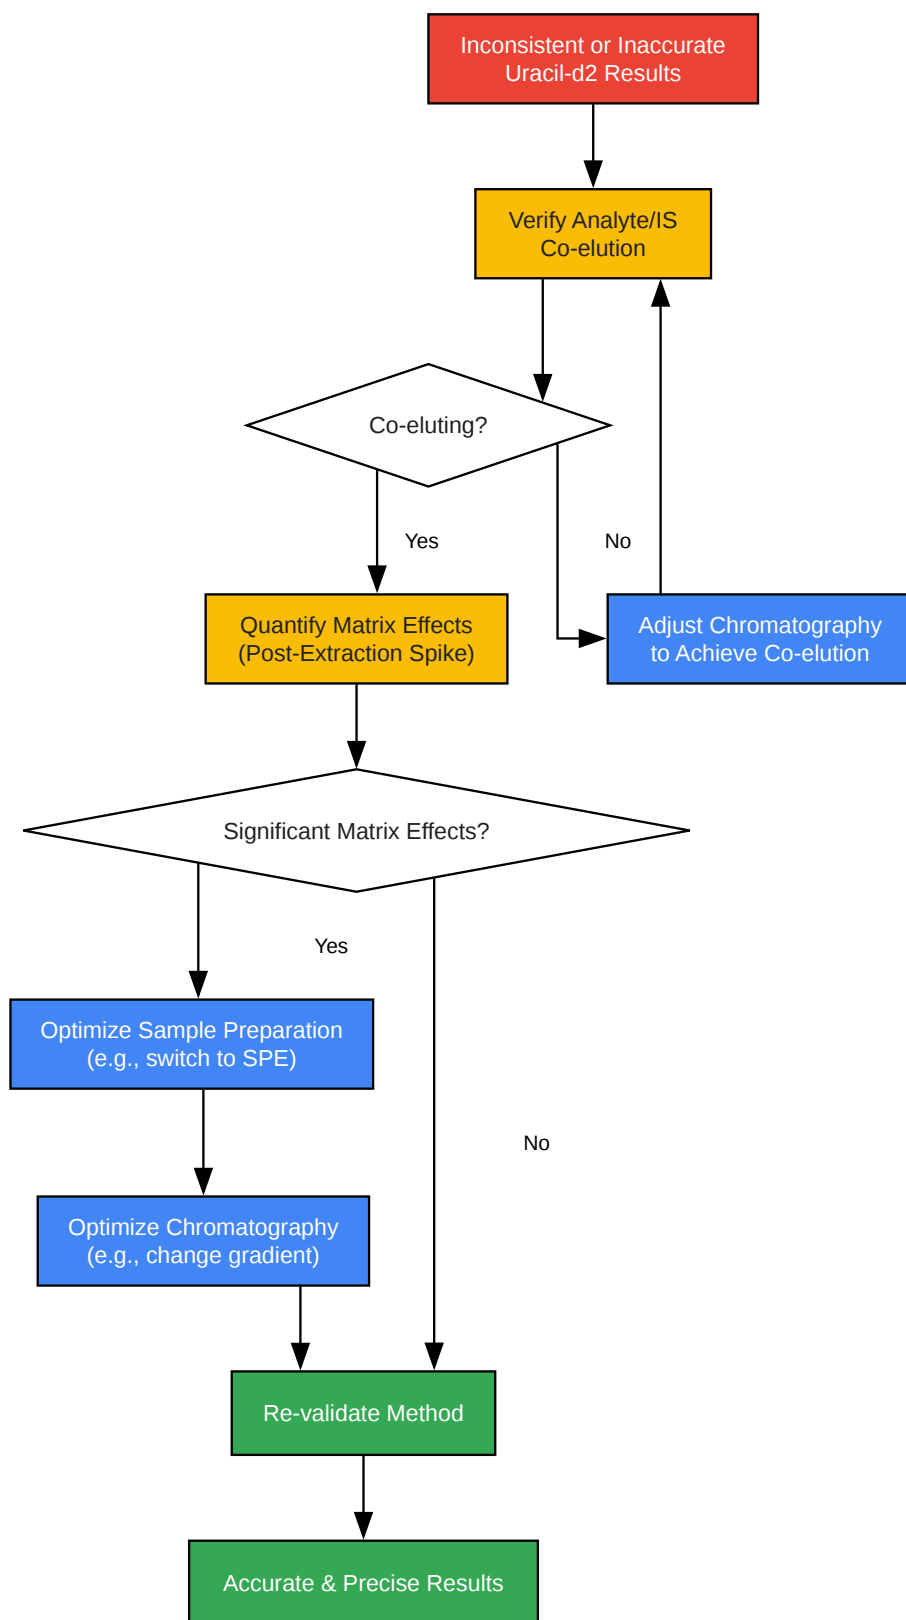 Inconsistent or Inaccurate
Uracil-d2 Results
Verify Analyte/IS
Co-elution
Co-eluting?
Yes
No
Quantify Matrix Effects
(Post-Extraction Spike)
Adjust Chromatography
to Achieve Co-elution
Significant Matrix Effects?
Yes
Optimize Sample Preparation
(e.g., switch to SPE)
No
Optimize Chromatography
(e.g., change gradient)
Re-validate Method
Accurate & Precise Results